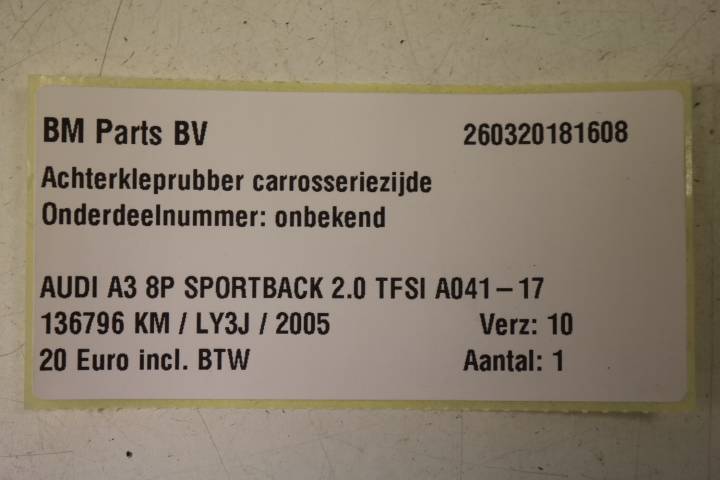 BM Parts BV 260320181608
Achterkleprubber carrosseriezijde
Onderdeelnummer: onbekend
AUDI A3 8P SPORTBACK 2.0 TFSI A041-17
136796 KM / LY3J / 2005 Verz: 10
20 Euro incl. BTW Aantal: 1